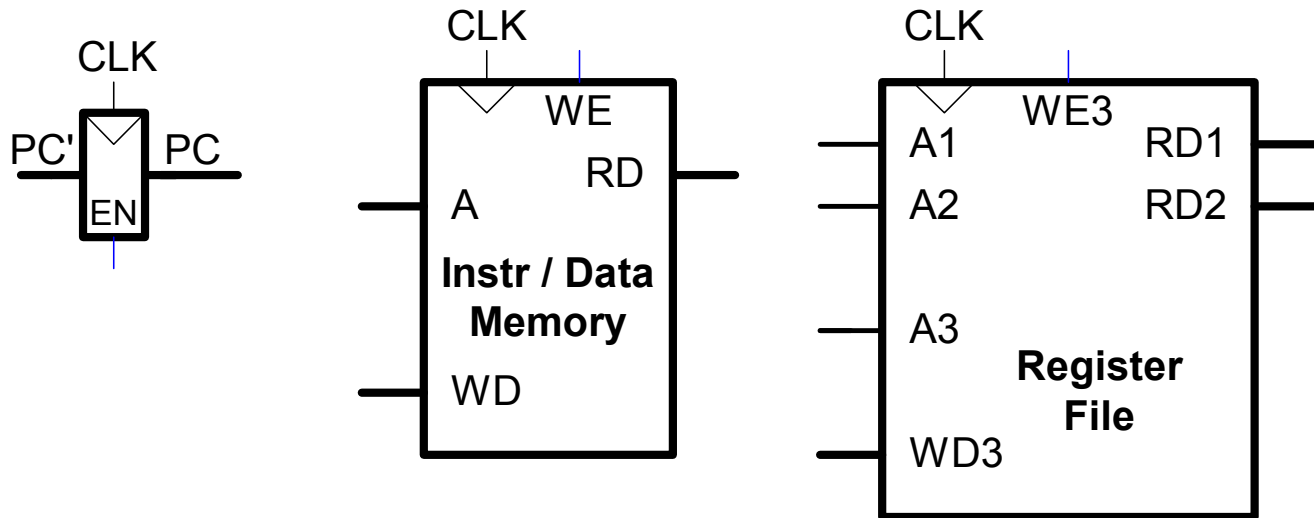 CLK
PC'
PC
EN
CLK
WE
RD
A
Instr / Data
Memory
WD
CLK
WE3
A1
RD1
A2
RD2
A3
Register
File
WD3